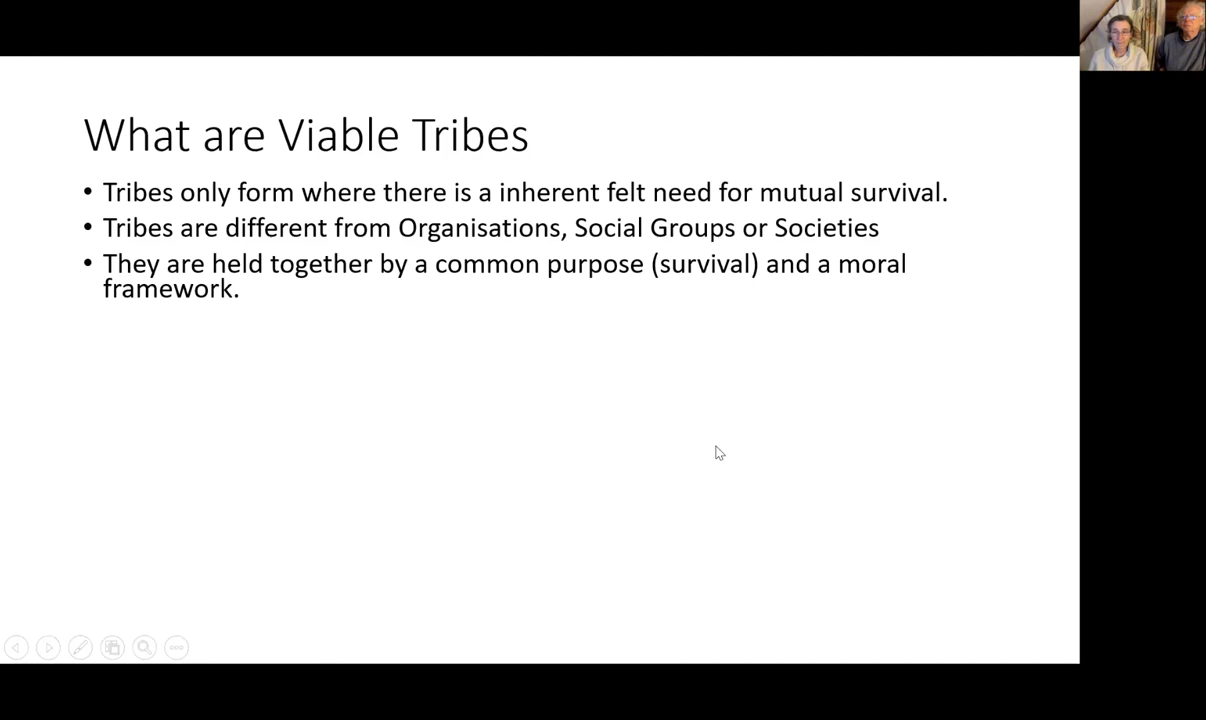 What are Viable Tribes
• Tribes only form where there is a inherent felt need for mutual survival.
• Tribes are different from Organisations, Social Groups or Societies
• They are held together by a common purpose (survival) and a moral
framework.